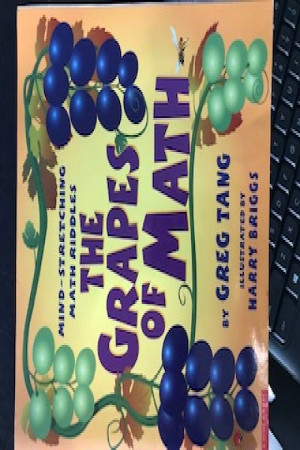 MIND-STRETCHING
MATH RIDDLES
THE
GRAPES
OF MATH
BY GREG TANG
ILLUSTRATED BY
HARRY BRIGGS